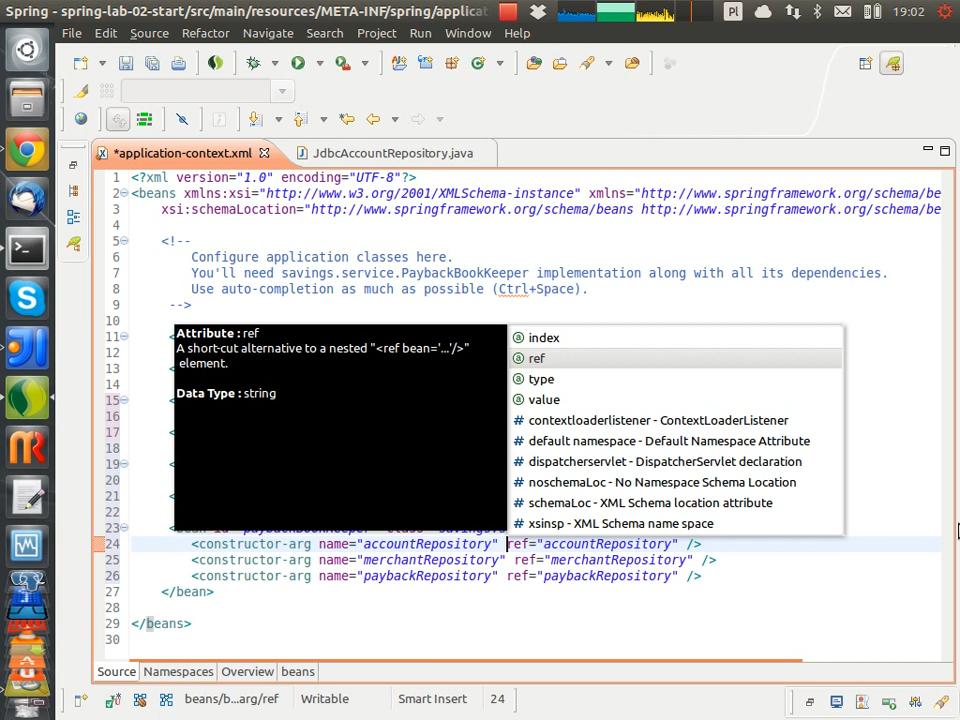 Spring - spring-lab-02-start/src/main/resources/META-INF/spring/applicat
Pl
19:02
File Edit Source Refactor Navigate Search Project Run Window Help
*application-context.xml
JdbcAccountRepository.java
1 <?xml version="1.0" encoding="UTF-8"?>
2 <beans xmlns:xsi="http://www.w3.org/2001/XMLSchema-instance" xmlns="http://www.springframework.org/schema/be
3 xsi:schemaLocation="http://www.springframework.org/schema/beans http://www.springframework.org/schema/be
4
5 <!--
6 Configure application classes here.
7 You'll need savings.service.PaybackBookKeeper implementation along with all its dependencies.
8 Use auto-completion as much as possible (Ctrl+Space).
9 -->
10
11 <
12
13 <
14
15 <
16
17 <
18
19 <
20
21 <
22
Attribute : ref
A short-cut alternative to a nested "<ref bean='...'/>"
element.
Data Type : string
index
ref
type
value
# contextloaderlistener - ContextLoaderListener
# default namespace - Default Namespace Attribute
# dispatcherservlet - DispatcherServlet declaration
# noschemaLoc - No Namespace Schema Location
# schemaLoc - XML Schema location attribute
# xsinsp - XML Schema name space
23
24 <constructor-arg name="accountRepository" ref="accountRepository" />
25 <constructor-arg name="merchantRepository" ref="merchantRepository" />
26 <constructor-arg name="paybackRepository" ref="paybackRepository" />
27 </bean>
28
29 </beans>
30
Source Namespaces Overview beans
beans/b...arg/ref Writable Smart Insert 24